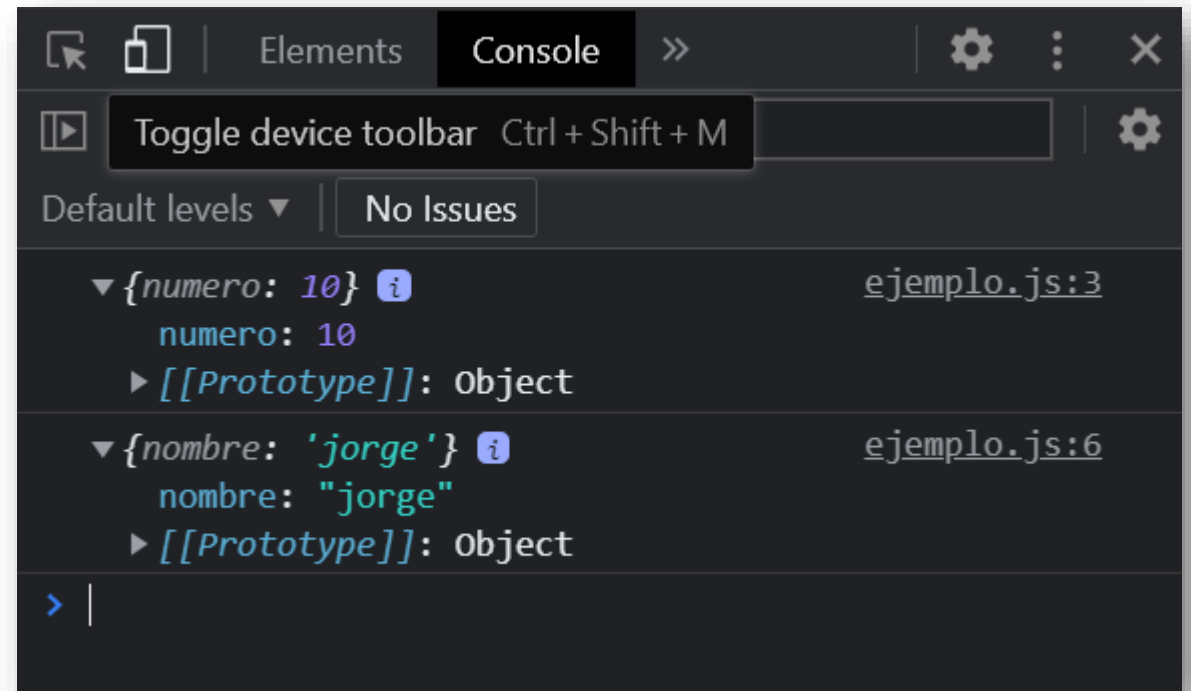 Elements Console
Toggle device toolbar Ctrl + Shift + M
Default levels ▼ No Issues
▼{numero: 10} i ejemplo.js:3
numero: 10
▶[[Prototype]]: Object
▼{nombre: 'jorge'} i ejemplo.js:6
nombre: "jorge"
▶[[Prototype]]: Object
>